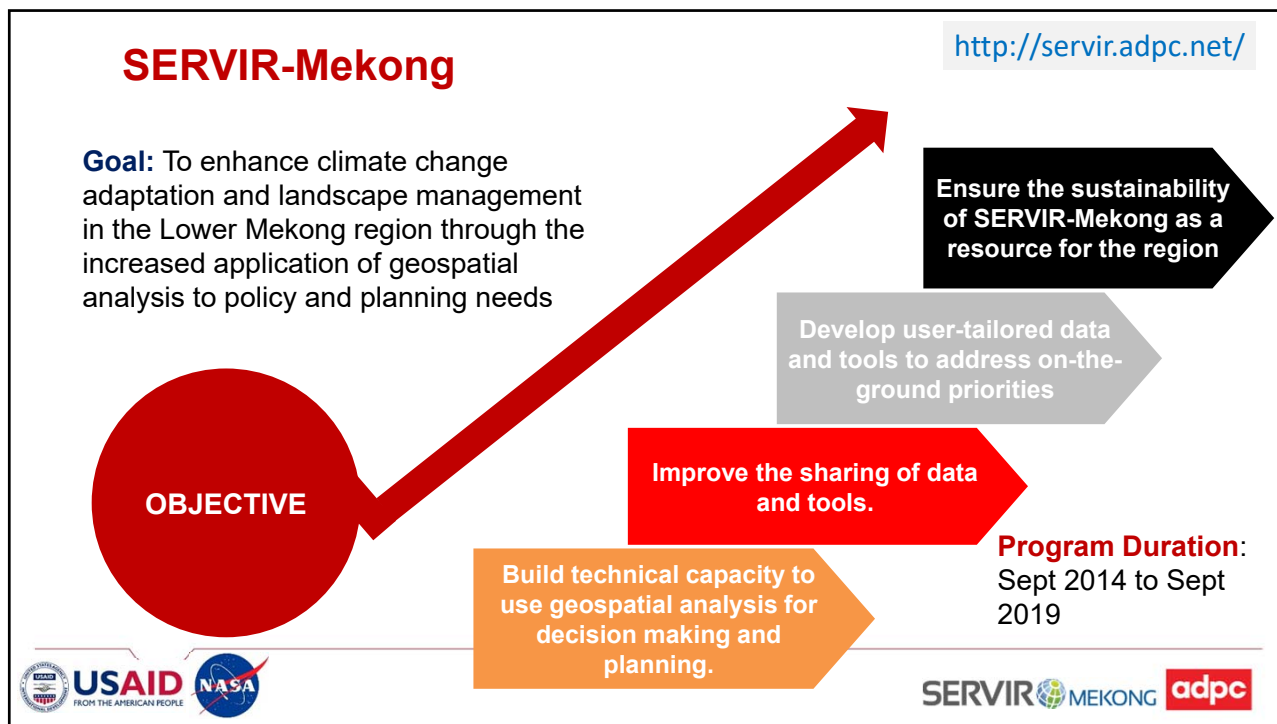 SERVIR-Mekong
http://servir.adpc.net/
Goal: To enhance climate change
adaptation and landscape management
in the Lower Mekong region through the
increased application of geospatial
analysis to policy and planning needs
Ensure the sustainability
of SERVIR-Mekong as a
resource for the region
Develop user-tailored data
and tools to address on-the-
ground priorities
Improve the sharing of data
and tools.
OBJECTIVE
Build technical capacity to
use geospatial analysis for
decision making and
planning.
Program Duration:
Sept 2014 to Sept
2019
USAID
USAID
FROM THE AMERICAN PEOPLE
NASA
SERVIR MEKONG
adpc